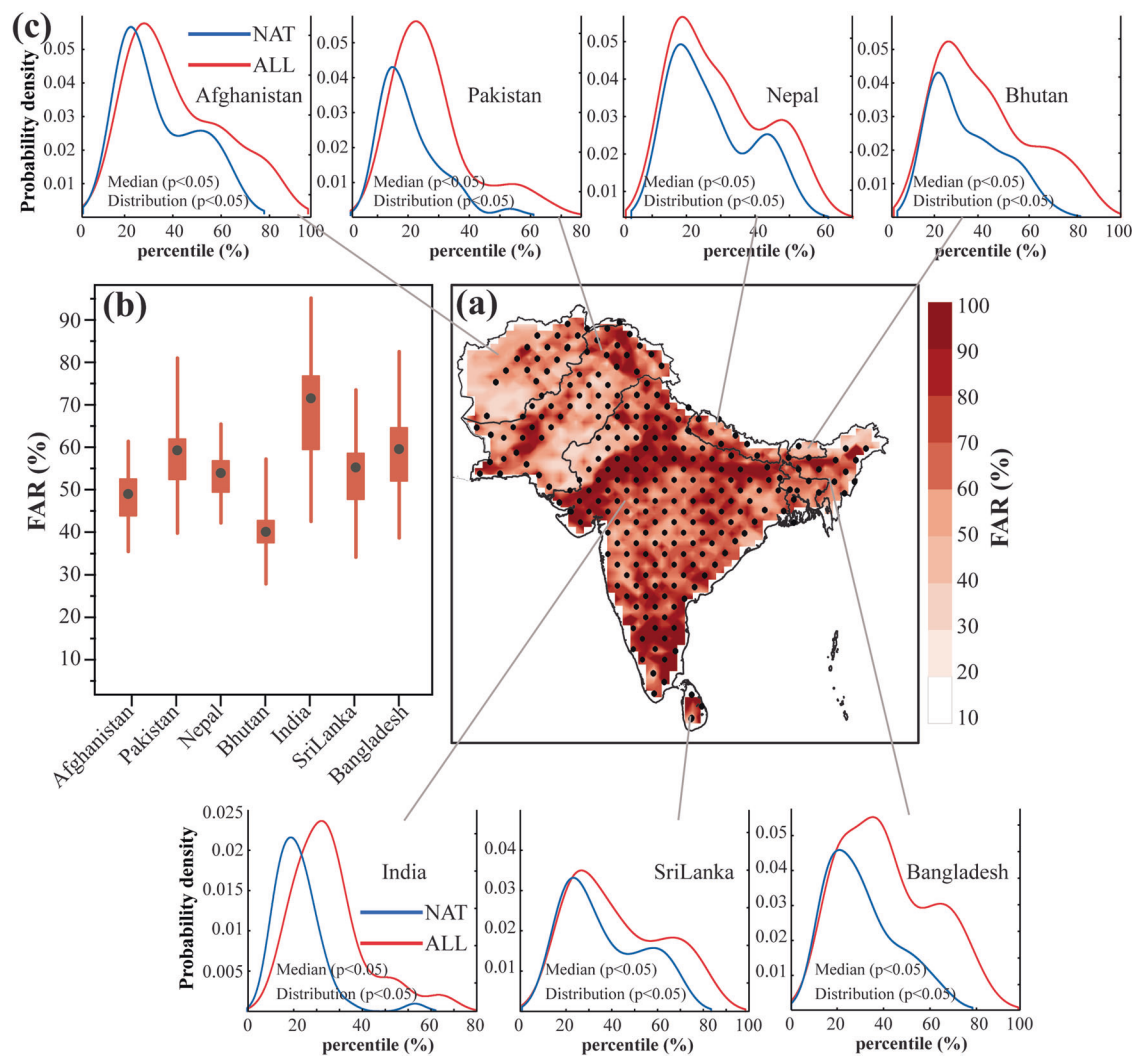 (c)
Probability density
0.05
0.04
0.03
0.02
0.01
NAT
ALL
Afghanistan
Median (p<0.05)
Distribution (p<0.05)
0 20 40 60 80 100
percentile (%)
0.05
0.04
0.03
0.02
0.01
Pakistan
Median (p<0.05)
Distribution (p<0.05)
0 20 40 60 80
percentile (%)
0.05
0.04
0.03
0.02
0.01
Nepal
Median (p<0.05)
Distribution (p<0.05)
0 20 40 60
percentile (%)
0.05
0.04
0.03
0.02
0.01
Bhutan
Median (p<0.05)
Distribution (p<0.05)
0 20 40 60 80 100
percentile (%)
(b)
FAR (%)
90
80
70
60
50
40
30
20
10
Afghanistan
Pakistan
Nepal
Bhutan
India
SriLanka
Bangladesh
(a)
100
90
80
70
60
50
40
30
20
10
FAR (%)
Probability density
0.025
0.02
0.015
0.01
0.005
India
NAT
ALL
Median (p<0.05)
Distribution (p<0.05)
0 20 40 60 80
percentile (%)
0.04
0.03
0.02
0.01
SriLanka
Median (p<0.05)
Distribution (p<0.05)
0 20 40 60 80 100
percentile (%)
0.05
0.04
0.03
0.02
0.01
Bangladesh
Median (p<0.05)
Distribution (p<0.05)
0 20 40 60 80 100
percentile (%)